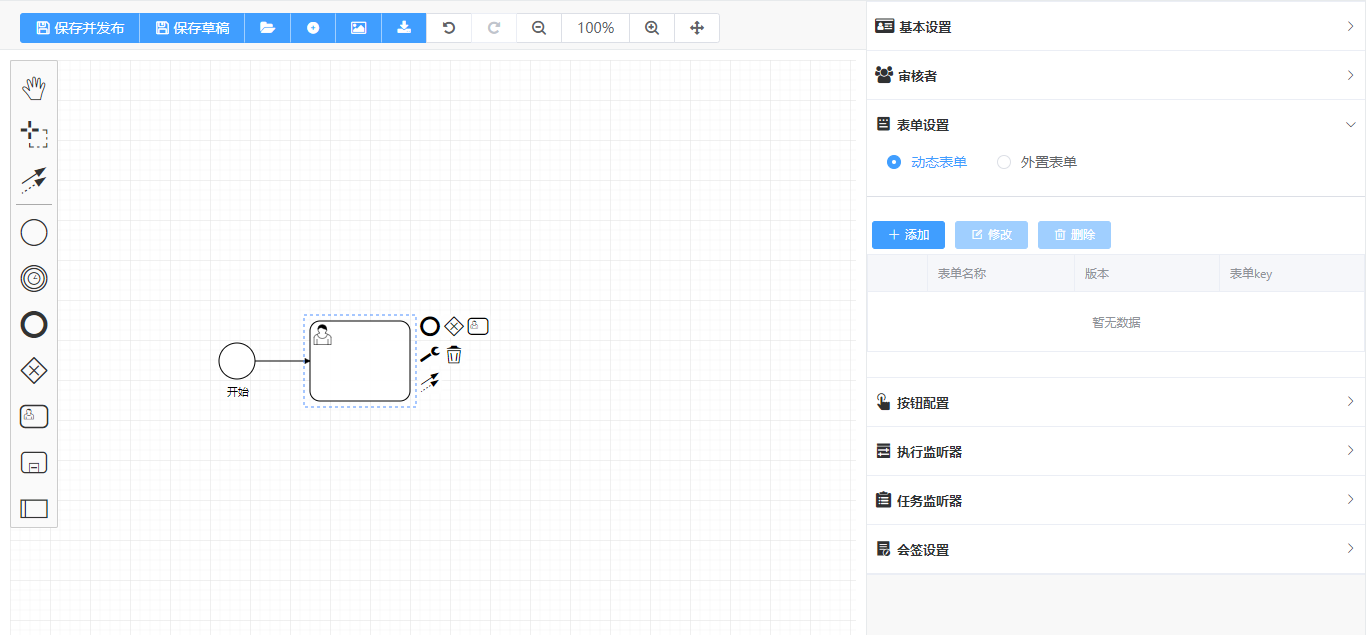 保存并发布
保存草稿
100%
开始
基本设置
审核者
表单设置
动态表单
外置表单
添加
修改
删除
表单名称
版本
表单key
暂无数据
按钮配置
执行监听器
任务监听器
会签设置